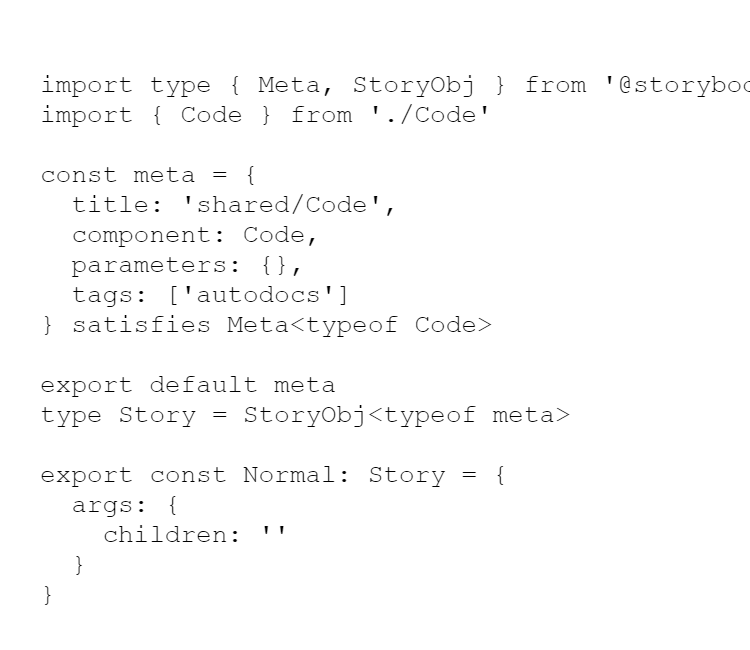 import type { Meta, StoryObj } from '@storyboo
import { Code } from './Code'
const meta = {
  title: 'shared/Code',
  component: Code,
  parameters: {},
  tags: ['autodocs']
} satisfies Meta<typeof Code>
export default meta
type Story = StoryObj<typeof meta>
export const Normal: Story = {
  args: {
    children: ''
  }
}